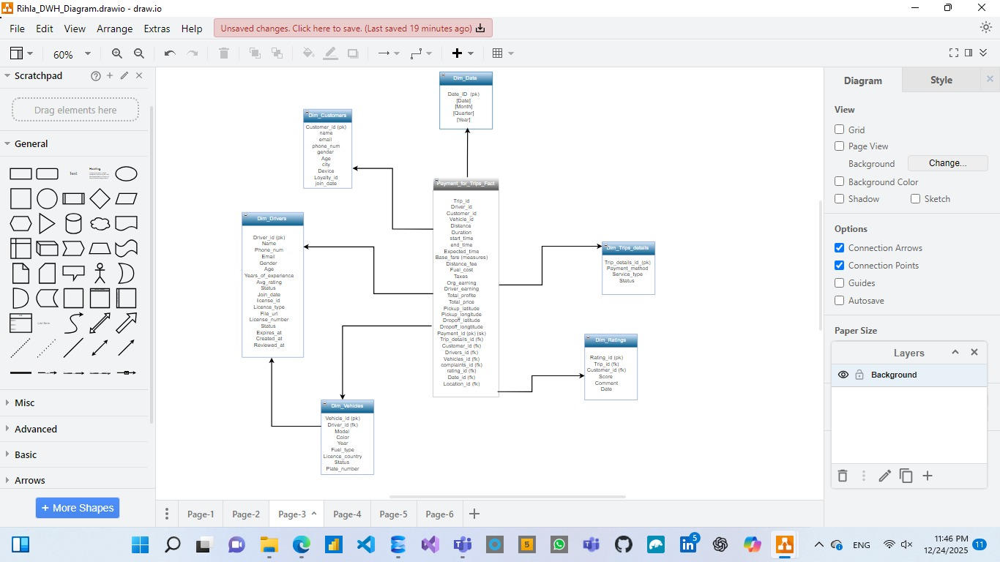 Rihla_DWH_Diagram.drawio - draw.io
File Edit View Arrange Extras Help
Unsaved changes. Click here to save. (Last saved 19 minutes ago)
60%
Scratchpad
Drag elements here
General
Text
Heading
List Item
Misc
Advanced
Basic
Arrows
+ More Shapes
Dim_Data
Date_ID (pk)
[Date]
[Month]
[Quarter]
[Year]
Dim_Customers
Customer_id (pk)
name
email
phone_num
gender
Age
city
Device
Loyalty_id
join_date
Payment_for_Trips_Fact
Trip_id
Driver_id
Customer_id
Vehicle_id
Distance
Duration
start_time
end_time
Expected_time
Base_fare (measures)
Distance_fee
Fuel_cost
Taxes
Org_earning
Driver_earning
Total_profite
Total_price
Pickup_latitude
Pickup_longitude
Dropoff_latitude
Dropoff_longtitude
Payment_id (pk) (sk)
Trip_details_id (fk)
Customer_id (fk)
Drivers_id (fk)
Vehicles_id (fk)
complaints_id (fk)
rating_id (fk)
Date_id (fk)
Location_id (fk)
Dim_Drivers
Driver_id (pk)
Name
Phone_num
Email
Gender
Age
Years_of_experience
Avg_rating
Status
Join_date
license_id
Licence_type
File_url
License_number
Status
Expires_at
Created_at
Reviewed_at
Dim_Trips_details
Trip_details_id_(pk)
Payment_method
Service_type
Status
Dim_Ratings
Rating_id (pk)
Trip_id (fk)
Customer_id (fk)
Score
Comment
Date
Dim_Vehicles
Vehicle_id (pk)
Driver_id (fk)
Model
Color
Year
Fuel_type
Licence_country
Status
Plate_number
Diagram Style
View
Grid
Page View
Background Change...
Background Color
Shadow Sketch
Options
Connection Arrows
Connection Points
Guides
Autosave
Paper Size
Layers
Background
Page-1 Page-2 Page-3 Page-4 Page-5 Page-6
5
5
ENG
11:46 PM
12/24/2025
11